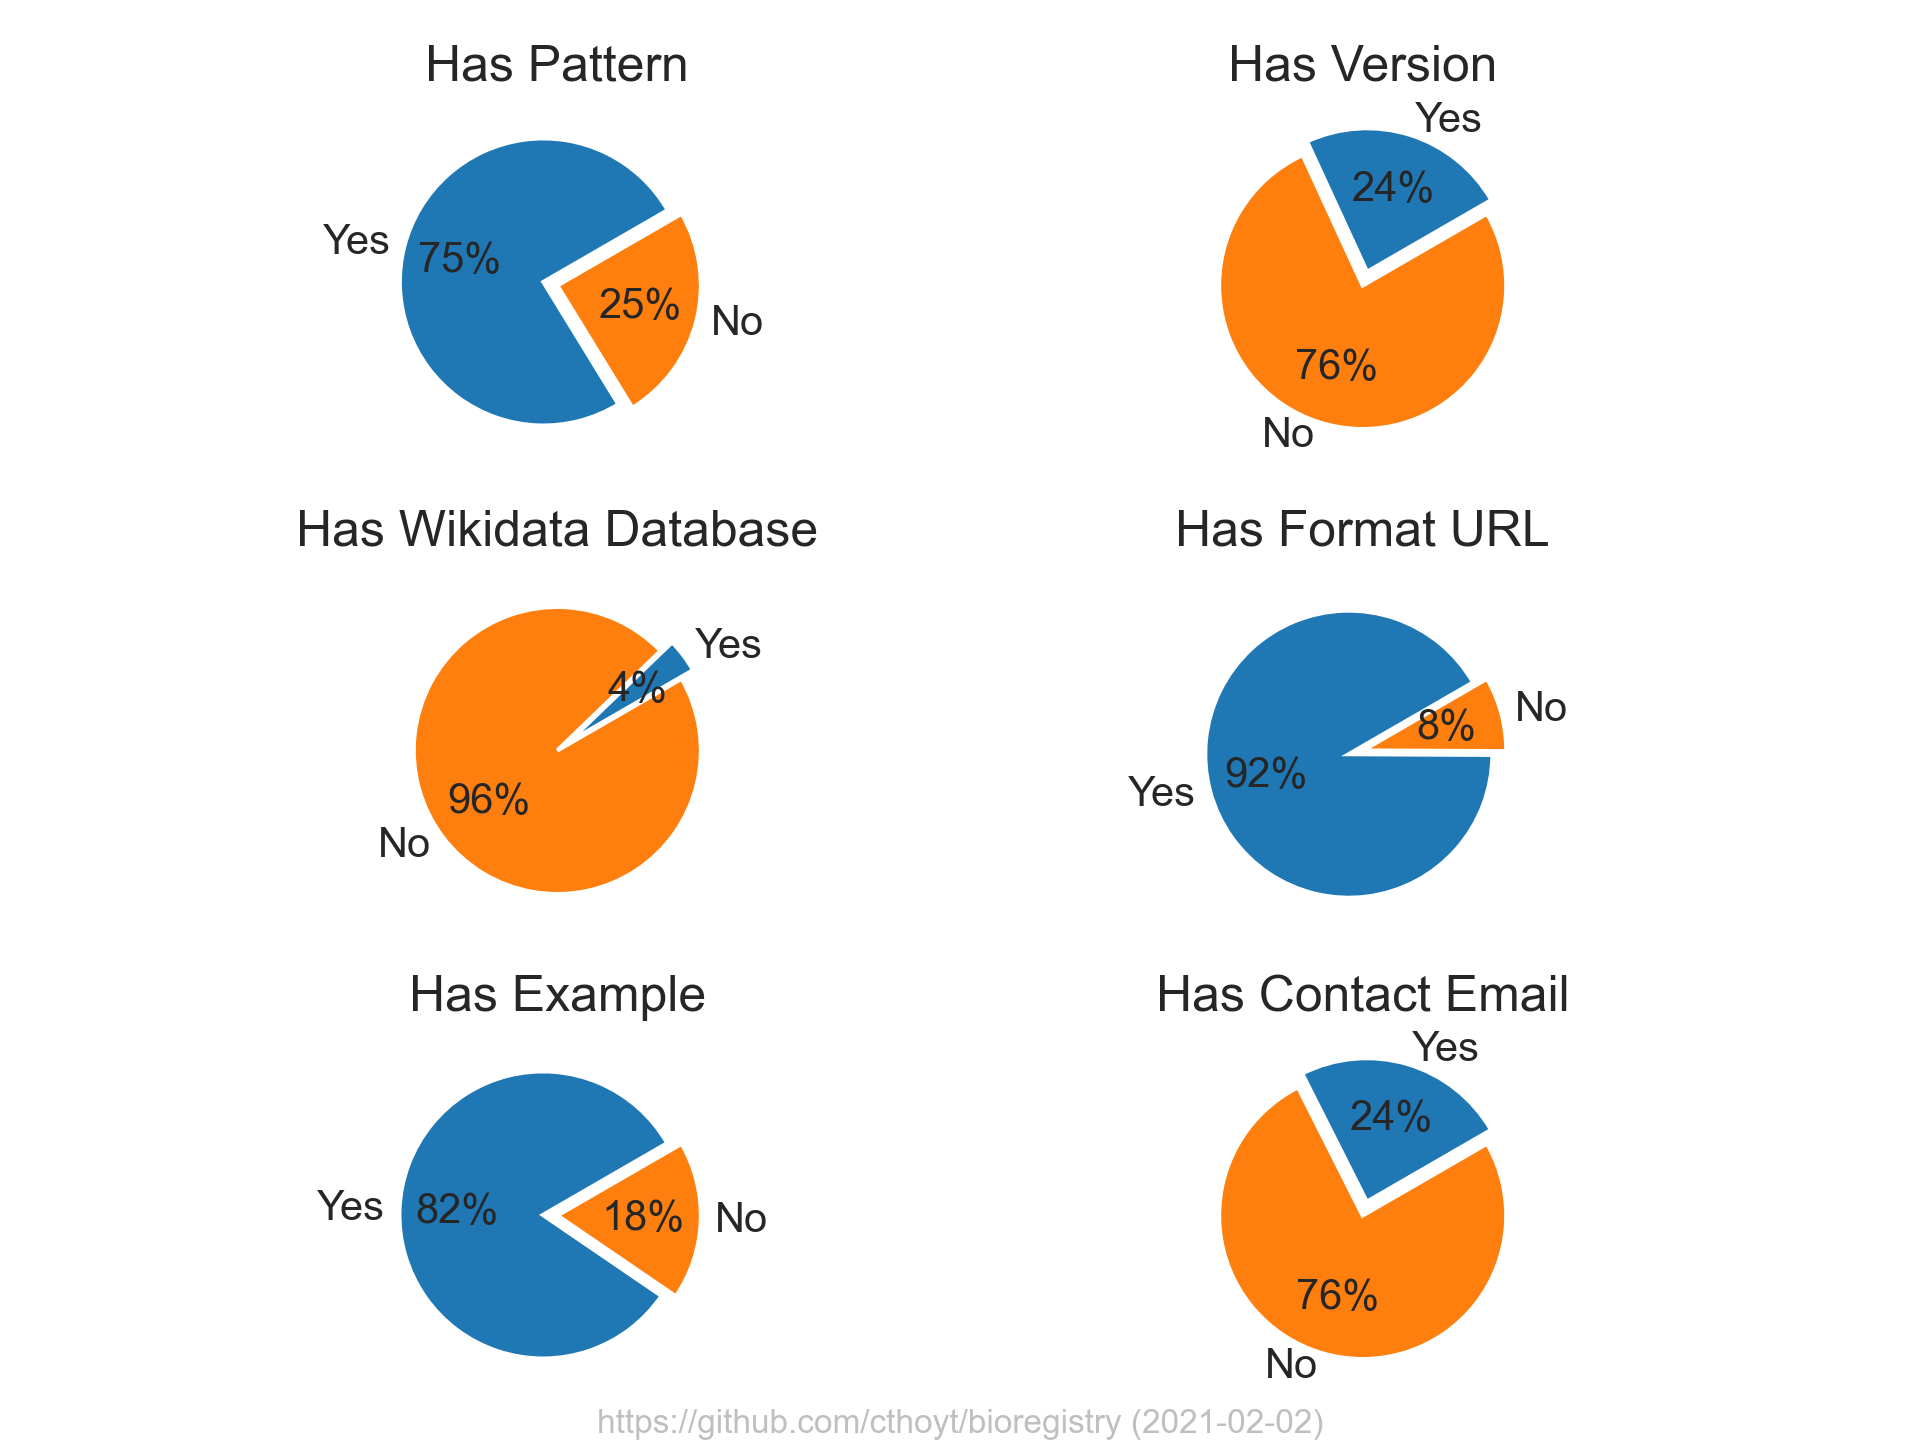 Has Pattern
Yes
75%
25%
No
Has Version
Yes
24%
76%
No
Has Wikidata Database
Yes
4%
96%
No
Has Format URL
No
8%
92%
Yes
Has Example
Yes
82%
18%
No
Has Contact Email
Yes
24%
76%
No
https://github.com/cthoyt/bioregistry (2021-02-02)